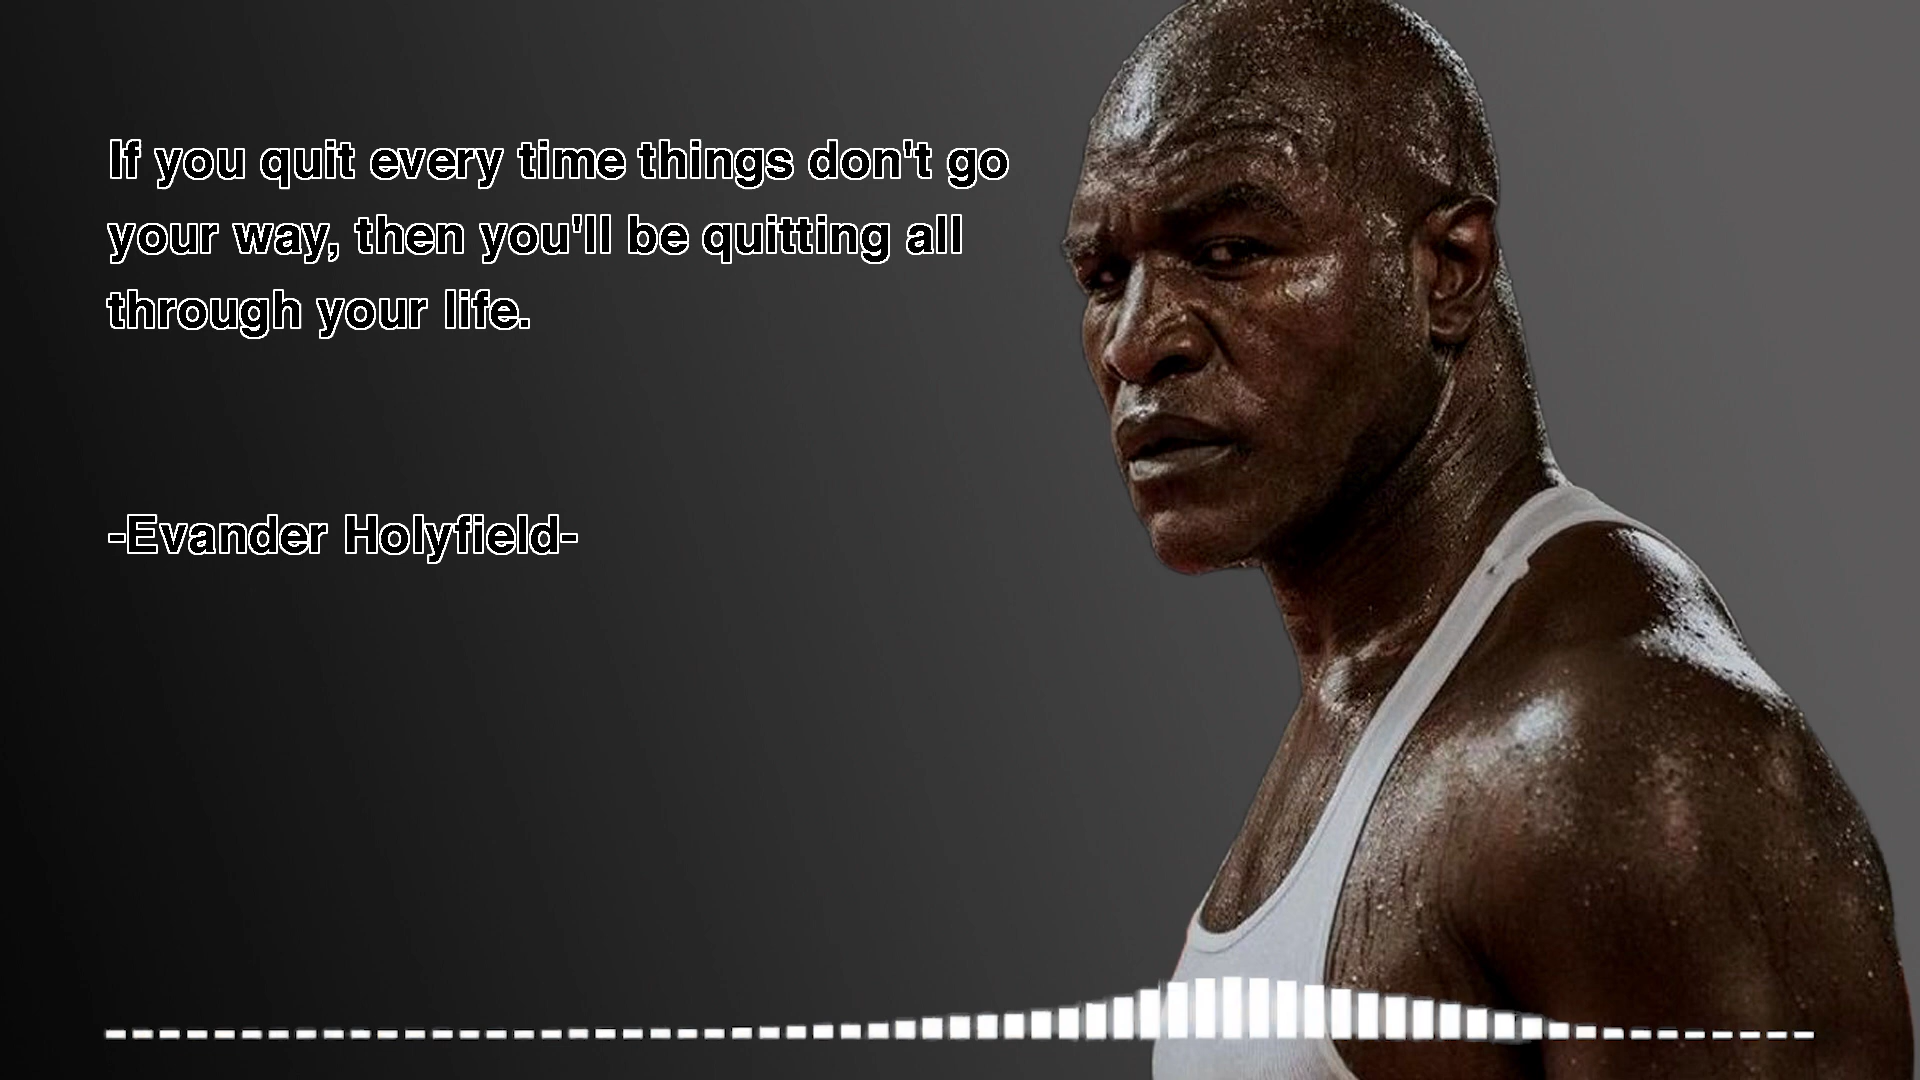 If you quit every time things don't go
your way, then you'll be quitting all
through your life.
-Evander Holyfield-